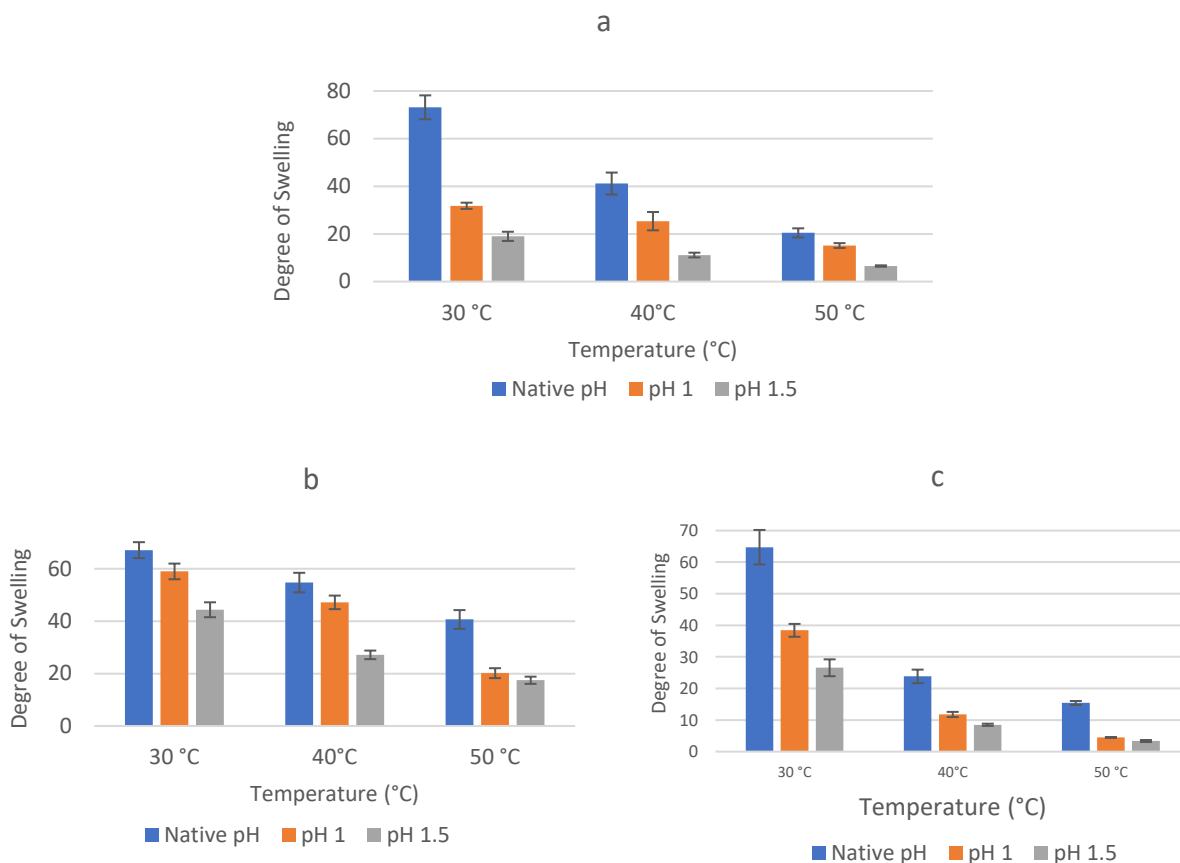 a
80
60
40
20
0
Degree of Swelling
30 °C 40°C 50 °C
Temperature (°C)
Native pH pH 1 pH 1.5
b
60
40
20
0
Degree of Swelling
30 °C 40°C 50 °C
Temperature (°C)
Native pH pH 1 pH 1.5
c
70
60
50
40
30
20
10
0
Degree of Swelling
30 °C 40°C 50 °C
Temperature (°C)
Native pH pH 1 pH 1.5